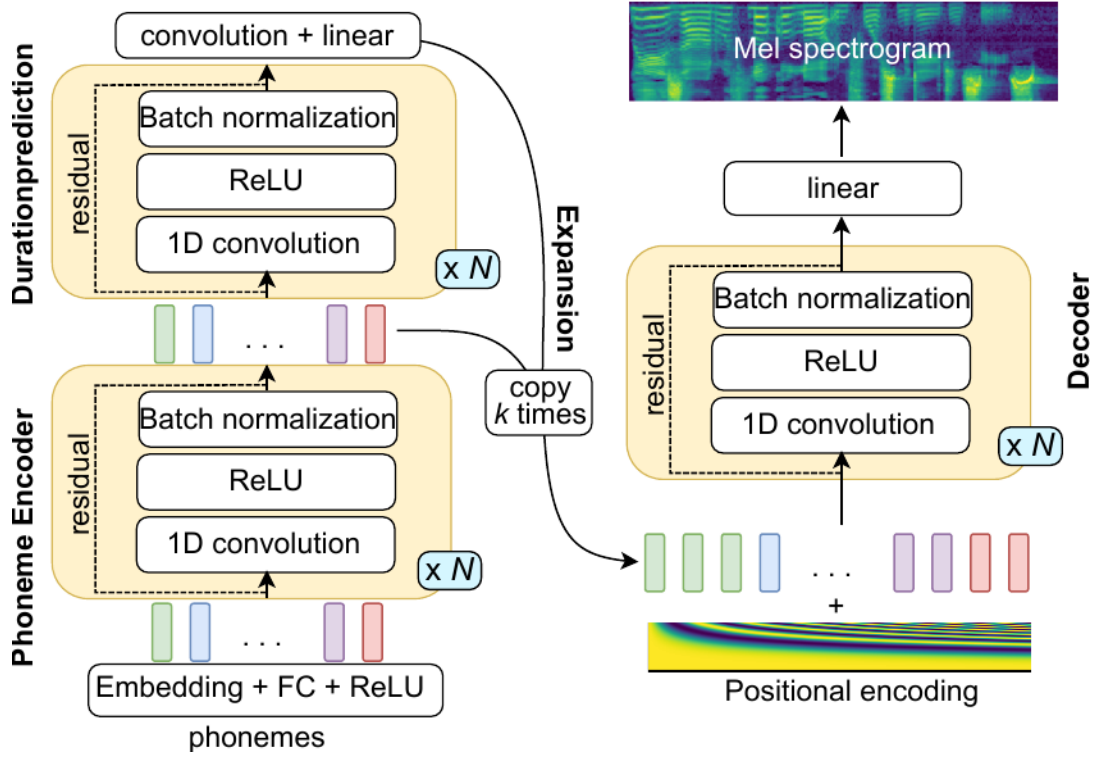 convolution + linear
Durationprediction
residual
Batch normalization
ReLU
1D convolution
x N
. . .
Phoneme Encoder
residual
Batch normalization
ReLU
1D convolution
x N
. . .
Embedding + FC + ReLU
phonemes
Expansion
copy
k times
Mel spectrogram
linear
Decoder
residual
Batch normalization
ReLU
1D convolution
x N
. . .
+
Positional encoding